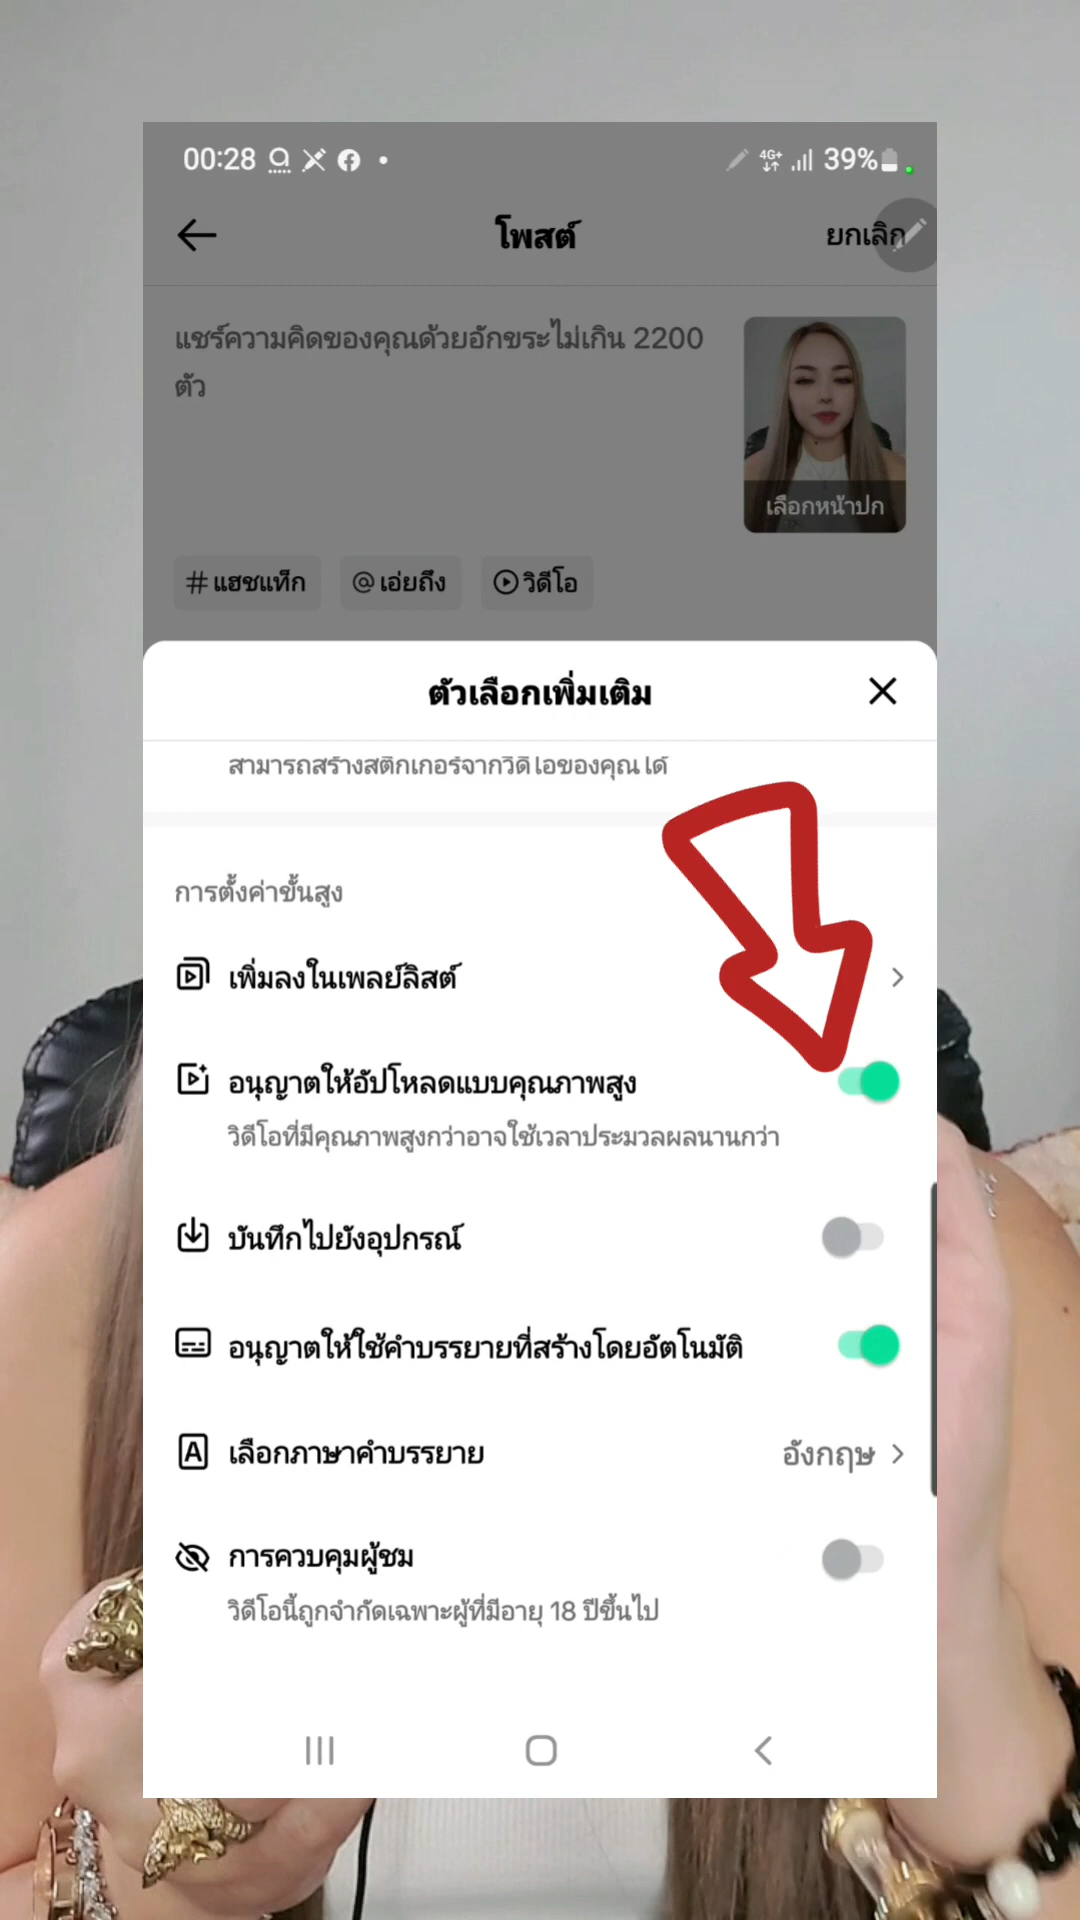 00:28
4G+
39%
โพสต์
ยกเลิก
แชร์ความคิดของคุณด้วยอักขระไม่เกิน 2200
ตัว
เลือกหน้าปก
# แฮชแท็ก
@ เอ่ยถึง
วิดีโอ
ตัวเลือกเพิ่มเติม
สามารถสร้างสติกเกอร์จากวิดีโอของคุณได้
การตั้งค่าขั้นสูง
เพิ่มลงในเพลย์ลิสต์
อนุญาตให้อัปโหลดแบบคุณภาพสูง
วิดีโอที่มีคุณภาพสูงกว่าอาจใช้เวลาประมวลผลนานกว่า
บันทึกไปยังอุปกรณ์
อนุญาตให้ใช้คำบรรยายที่สร้างโดยอัตโนมัติ
เลือกภาษาคำบรรยาย
อังกฤษ
การควบคุมผู้ชม
วิดีโอนี้ถูกจำกัดเฉพาะผู้ที่มีอายุ 18 ปีขึ้นไป